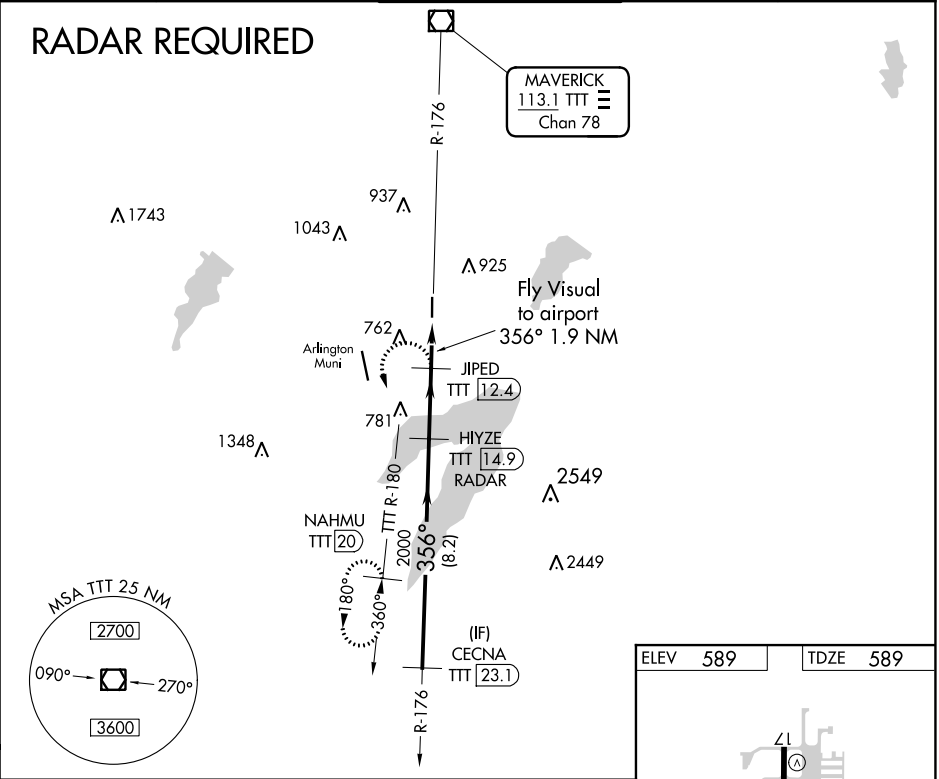 RADAR REQUIRED
MAVERICK
113.1 TTT
Chan 78
R-176
1743
937
1043
925
Fly Visual
to airport
356° 1.9 NM
762
Arlington
Muni
JIPED
TTT 12.4
781
HIYZE
TTT 14.9
RADAR
1348
TTT R-180
2549
NAHMU
TTT 20
2000
356°
(8.2)
2449
180°
360°
MSA TTT 25 NM
2700
090°
270°
3600
(IF)
CECNA
TTT 23.1
R-176
ELEV 589
TDZE 589
17
V